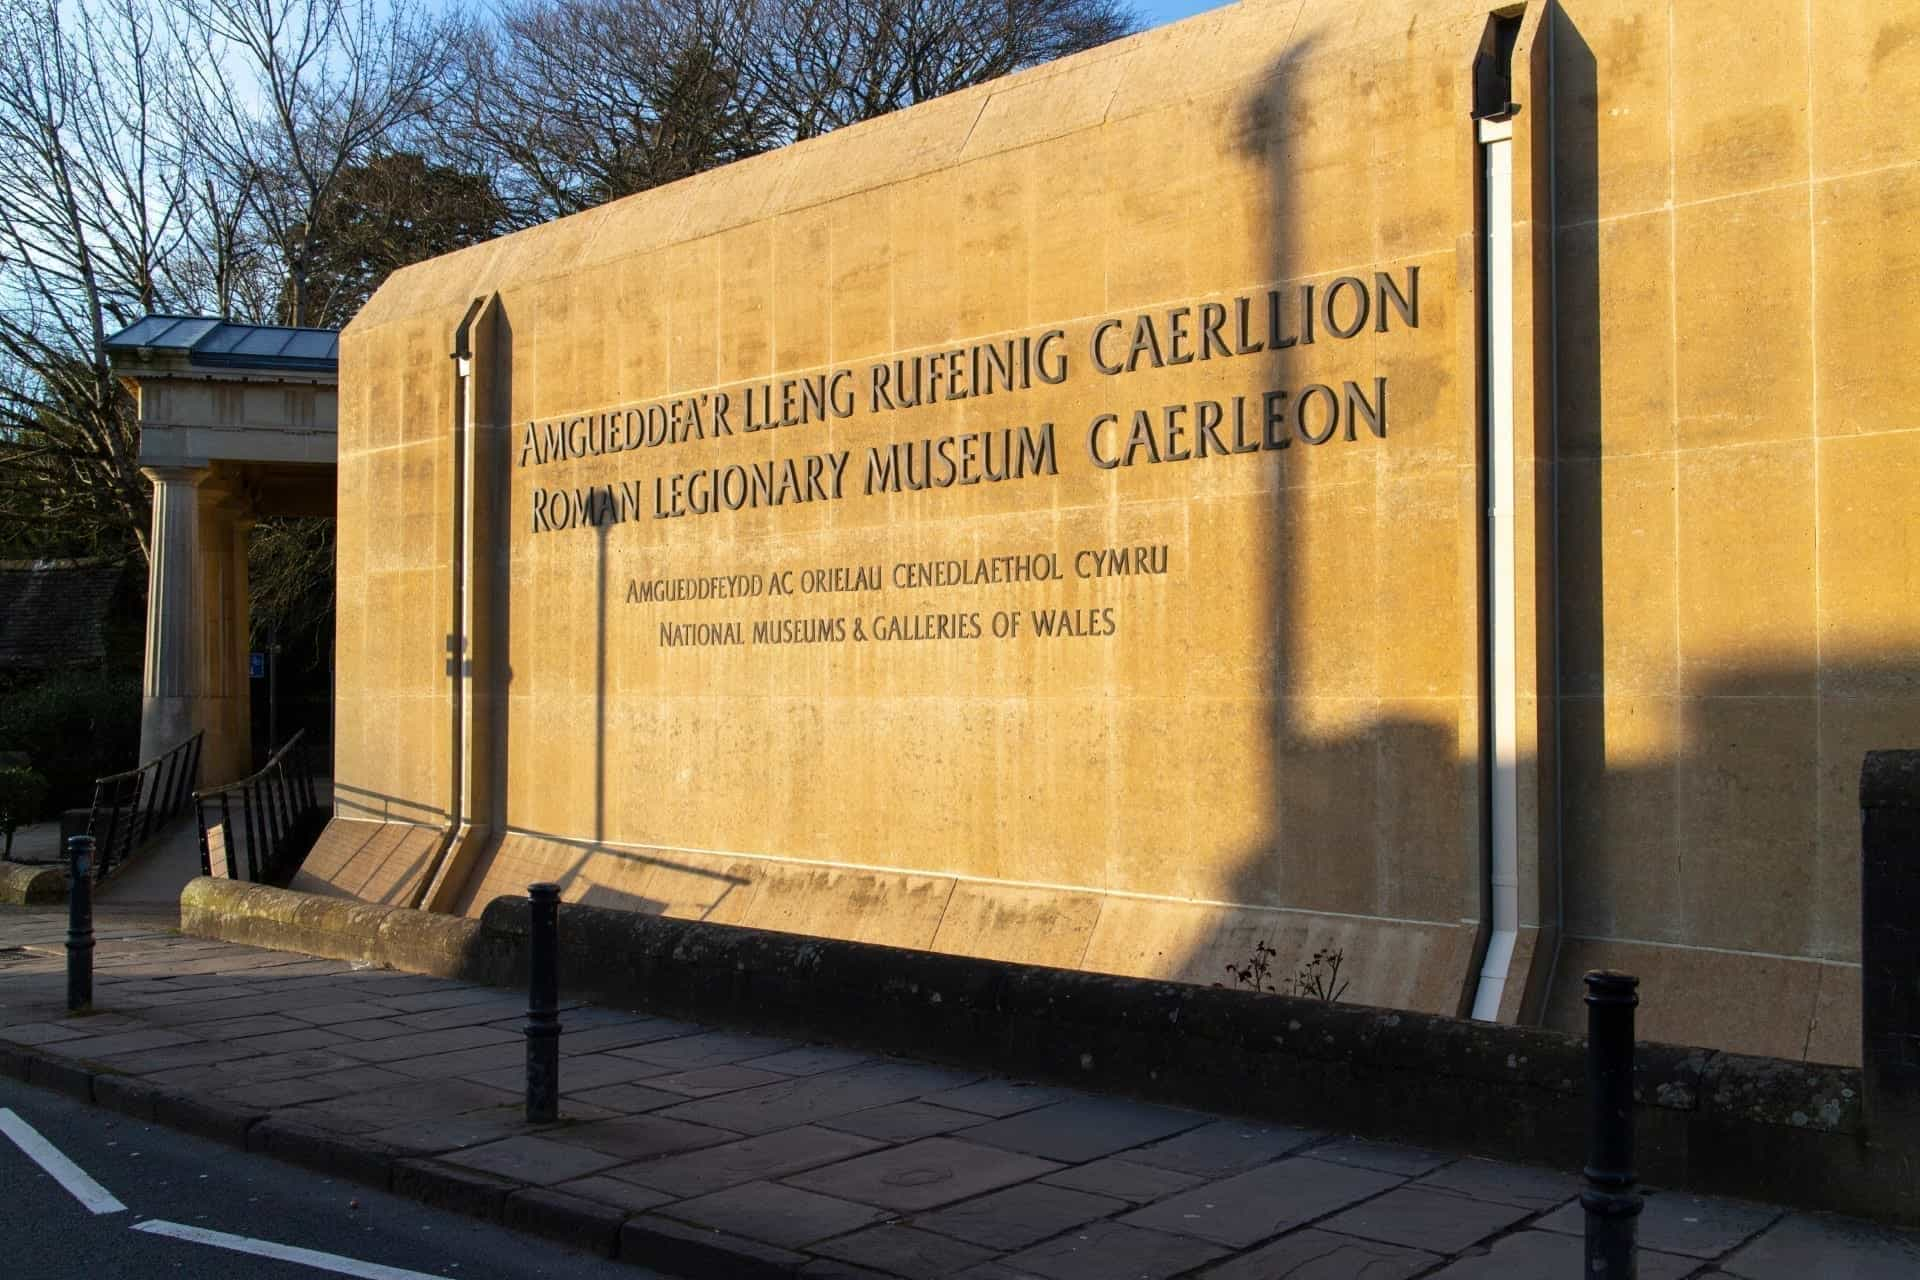 AMGUEDDFA'R LLENG RUFEINIG CAERLLION
ROMAN LEGIONARY MUSEUM CAERLEON
AMGUEDDFEYDD AC ORIELAU CENEDLAETHOL CYMRU
NATIONAL MUSEUMS & GALLERIES OF WALES